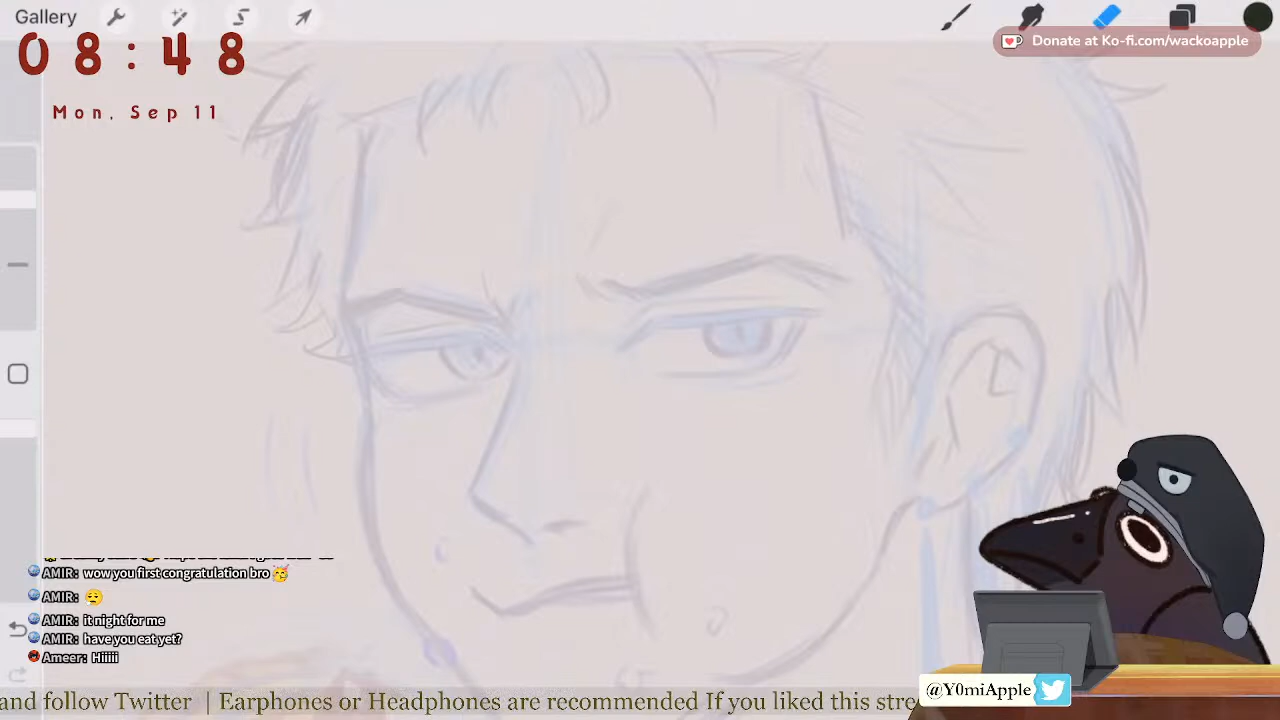 Gallery
08:48
Mon, Sep 11
Donate at Ko-fi.com/wackoapple
AMIR: wow you first congratulation bro🥳
AMIR: 😮‍💨
AMIR: it night for me
AMIR: have you eat yet?
Ameer: Hiiiii
@Y0miApple
and follow Twitter | Earphones or Headphones are recommended If you liked this stre